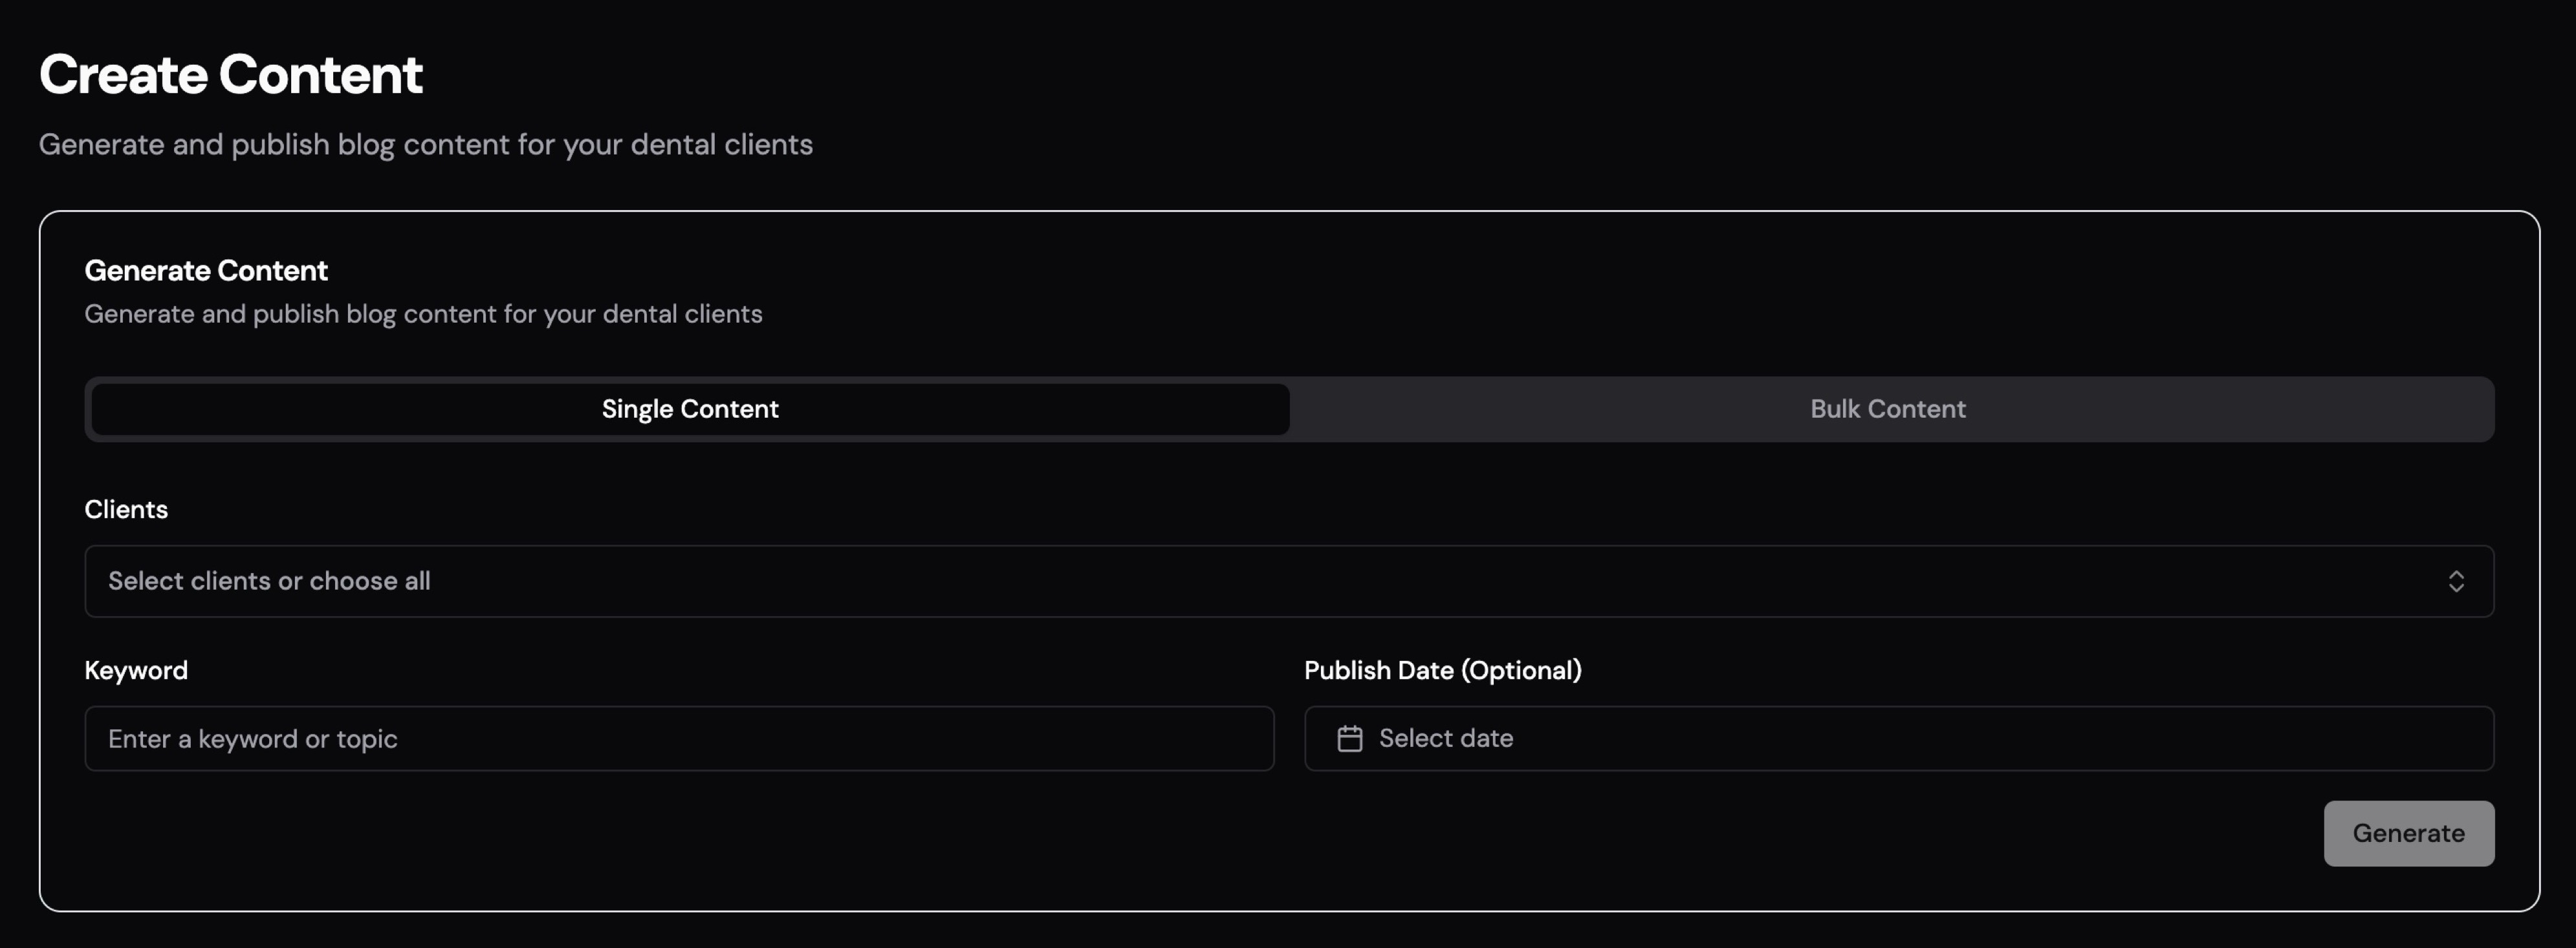 Create Content
Generate and publish blog content for your dental clients
Generate Content
Generate and publish blog content for your dental clients
Single Content
Bulk Content
Clients
Select clients or choose all
Keyword
Publish Date (Optional)
Enter a keyword or topic
Select date
Generate